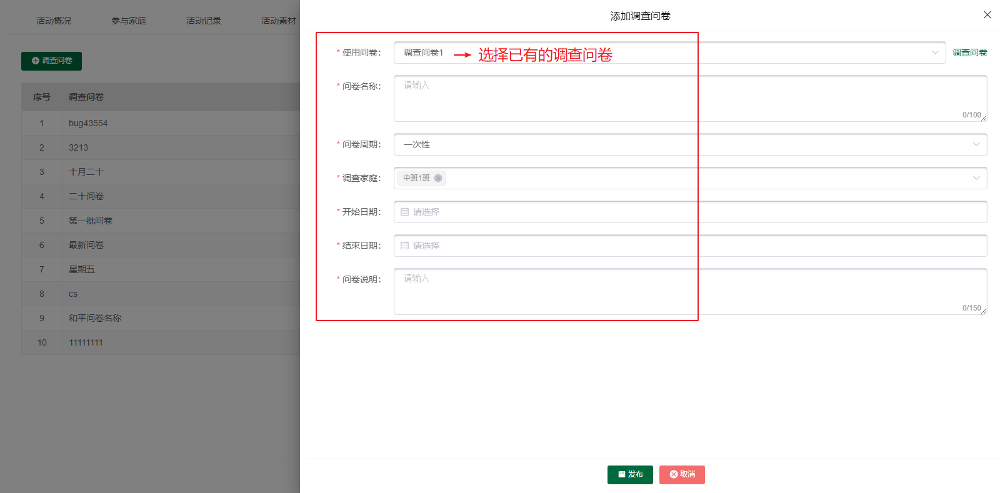 活动概况 参与家庭 活动记录 活动素材
调查问卷
序号 调查问卷
1 bug43554
2 3213
3 十月二十
4 二十问卷
5 第一批问卷
6 最新问卷
7 星期五
8 cs
9 和平问卷名称
10 11111111
添加调查问卷
* 使用问卷： 调查问卷1 → 选择已有的调查问卷 调查问卷
* 问卷名称： 请输入
0/100
* 问卷周期： 一次性
* 调查家庭： 中班1班
* 开始日期： 请选择
* 结束日期： 请选择
* 问卷说明： 请输入
0/150
发布 取消